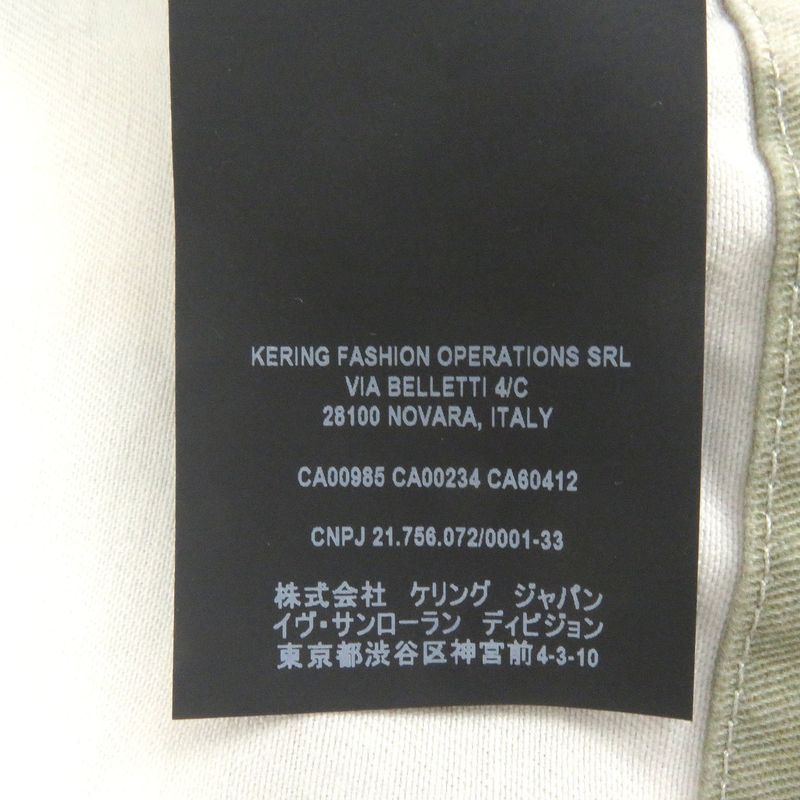 KERING FASHION OPERATIONS SRL
VIA BELLETTI 4/C
28100 NOVARA, ITALY
CA00985 CA00234 CA60412
CNPJ 21.756.072/0001-33
株式会社 ケリング ジャパン
イヴ・サンローラン ディビジョン
東京都渋谷区神宮前4-3-10